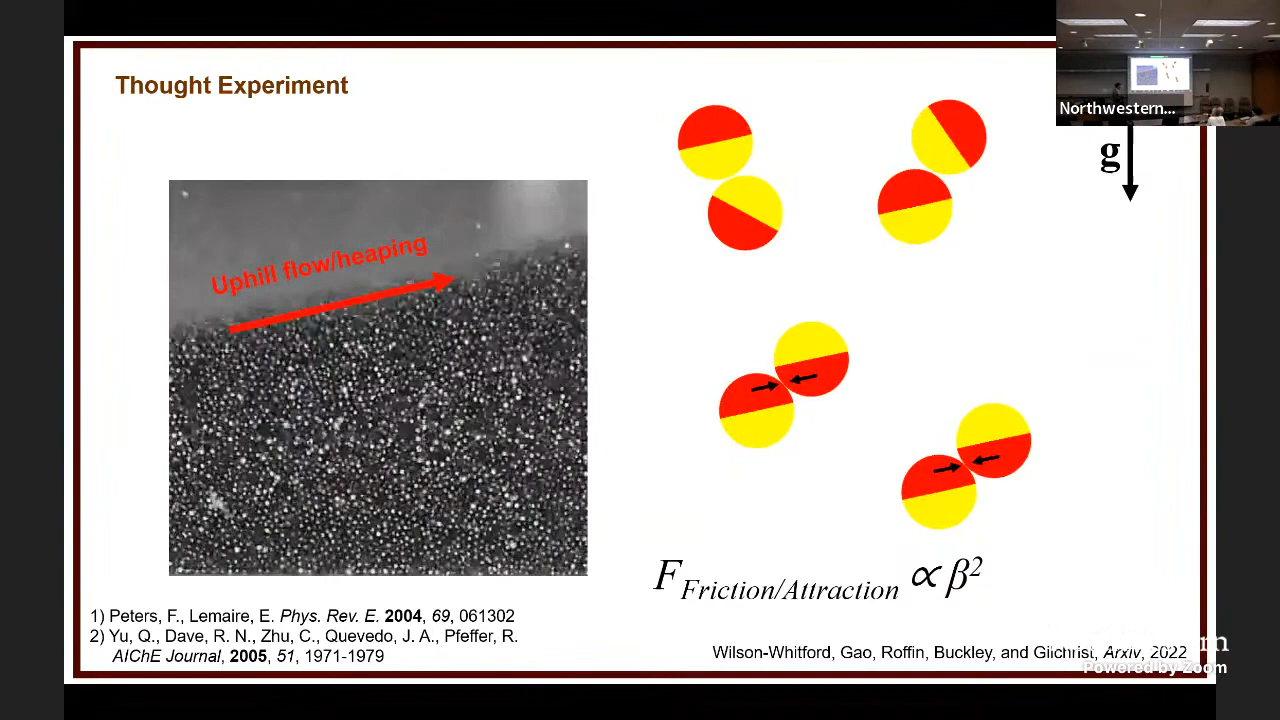 Thought Experiment
Northwestern...
g
Uphill flow/heaping
F Friction/Attraction ∝ β²
1) Peters, F., Lemaire, E. Phys. Rev. E. 2004, 69, 061302
2) Yu, Q., Dave, R. N., Zhu, C., Quevedo, J. A., Pfeffer, R.
AIChE Journal, 2005, 51, 1971-1979
Wilson-Whitford, Gao, Roffin, Buckley, and Gilchrist, Arxiv, 2022
Powered by Zoom